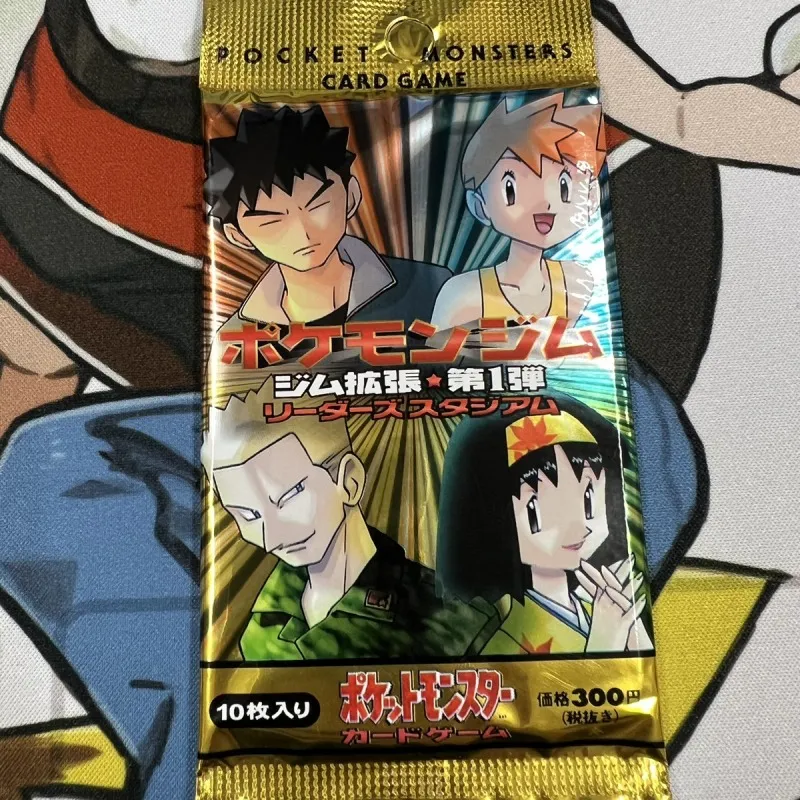 POCKET MONSTERS
CARD GAME
ポケモンジム
ジム拡張★第1弾
リーダーズスタジアム
10枚入り
ポケットモンスター
カードゲーム
価格300円
(税抜き)